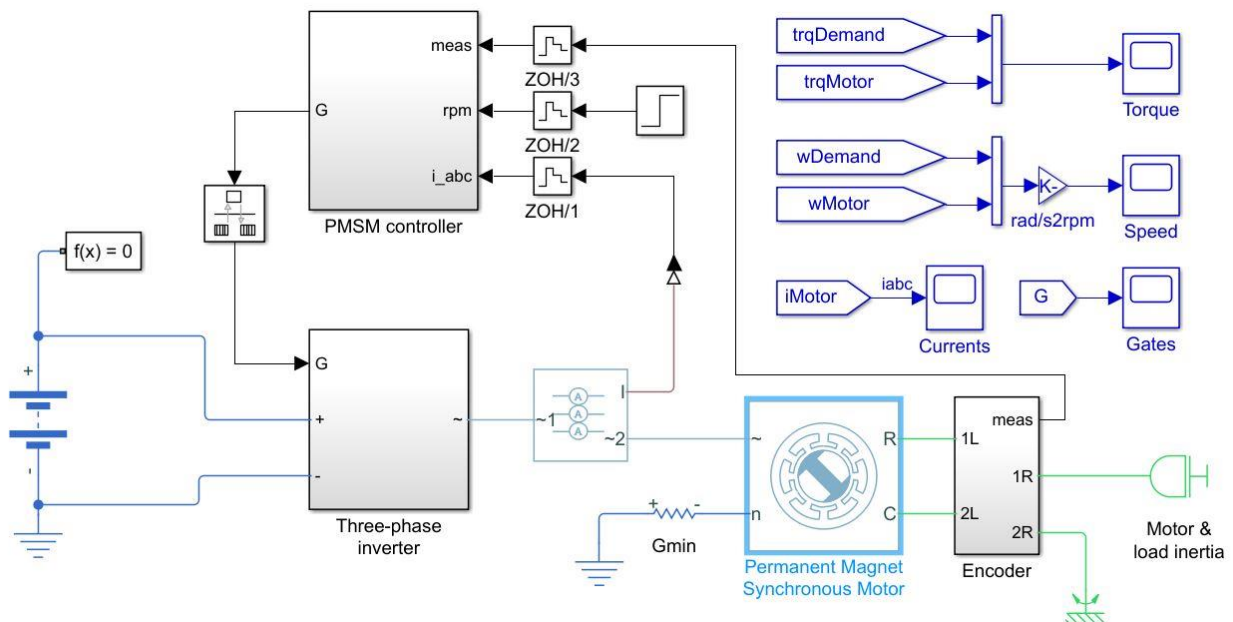 meas
ZOH/3
G
rpm
ZOH/2
i_abc
ZOH/1
PMSM controller
f(x) = 0
trqDemand
trqMotor
Torque
wDemand
wMotor
K-
rad/s2rpm
Speed
iMotor
iabc
Currents
G
Gates
+
-
G
+
-
~
Three-phase
inverter
~1
A
A
A
I
~2
+
-
Gmin
~
n
R
C
Permanent Magnet
Synchronous Motor
meas
1L
1R
2L
2R
Encoder
Motor &
load inertia